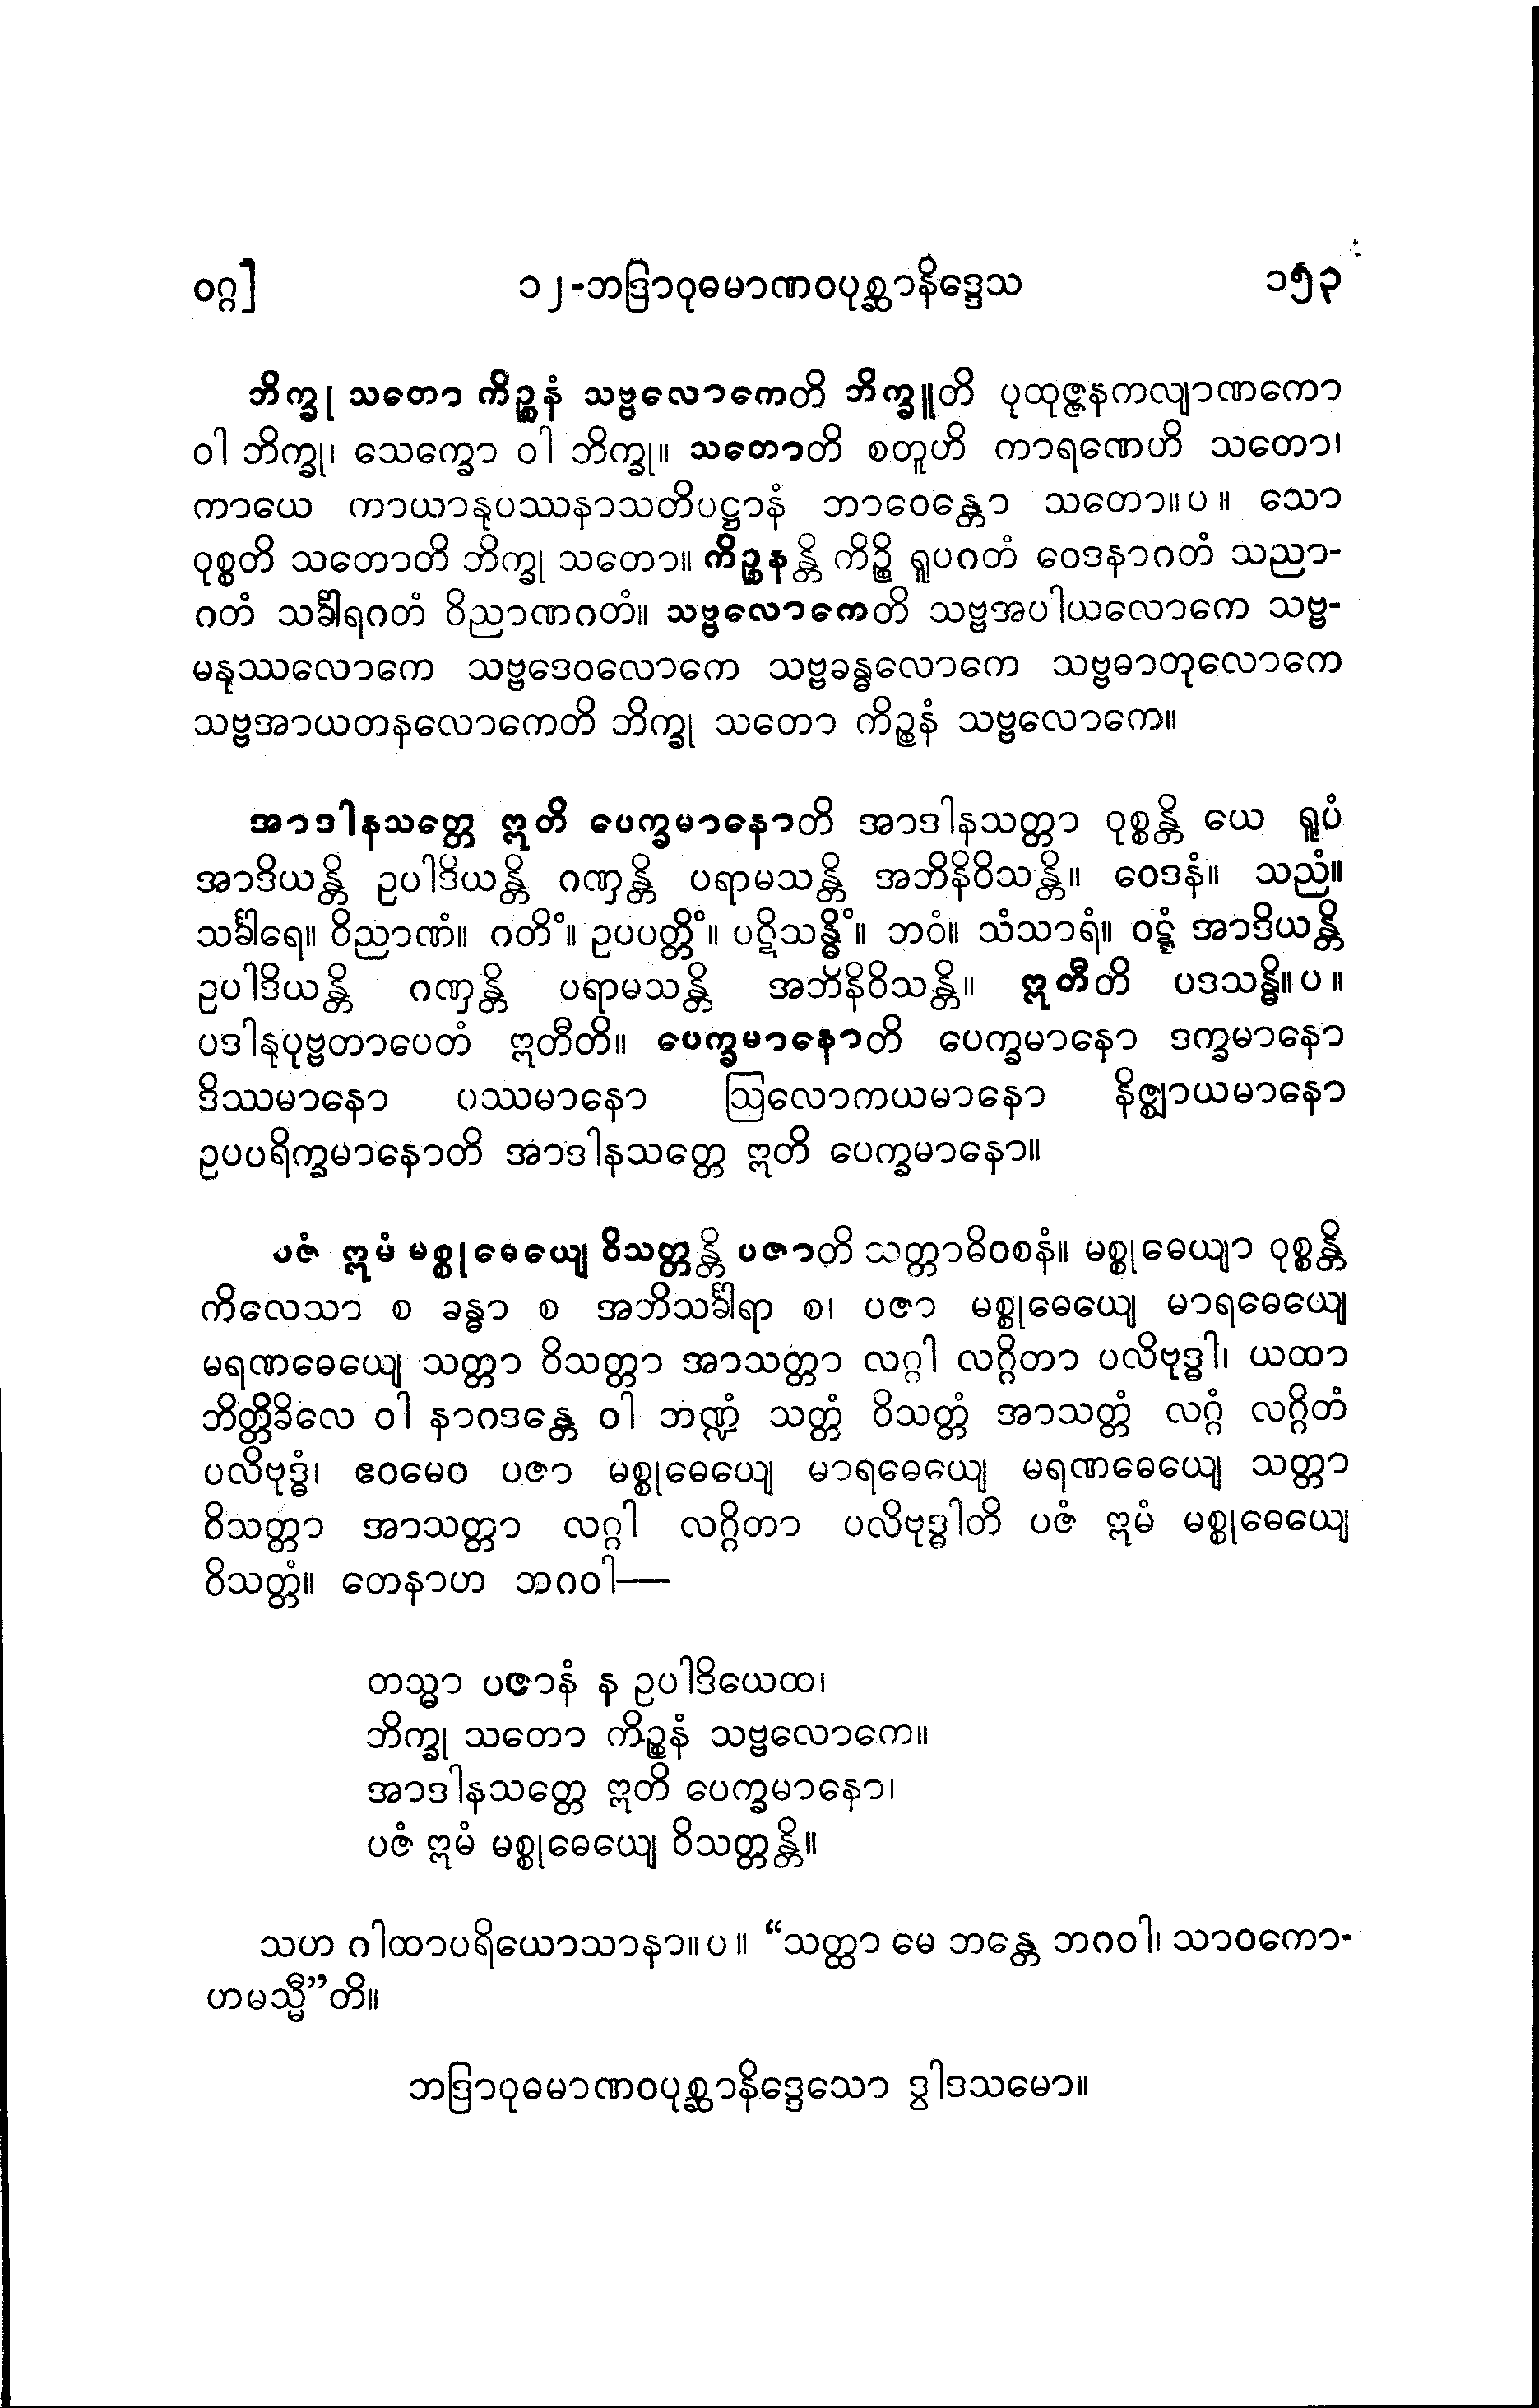 ဝဂ္ဂ]	၁၂-ဘဒြာဝုဓမာဏဝပုစ္ဆာနိဒ္ဒေသ	၁၅၃
ဘိက္ခု သတော ကိဉ္စနံ သဗ္ဗလောကေတိ ဘိက္ခူတိ ပုထုဇ္ဇနကလျာဏကော
ဝါ ဘိက္ခု၊ သေက္ခော ဝါ ဘိက္ခု။ သတောတိ စတူဟိ ကာရဏေဟိ သတော၊
ကာယေ ကာယာနုပဿနာသတိပဋ္ဌာနံ ဘာဝေန္တော သတော။ပ။ သော
ဝုစ္စတိ သတောတိ ဘိက္ခု သတော။ ကိဉ္စနန္တိ ကိဉ္စိ ရူပဂတံ ဝေဒနာဂတံ သညာ-
ဂတံ သင်္ခါရဂတံ ဝိညာဏဂတံ။ သဗ္ဗလောကေတိ သဗ္ဗအပါယလောကေ သဗ္ဗ-
မနုဿလောကေ သဗ္ဗဒေဝလောကေ သဗ္ဗခန္ဓလောကေ သဗ္ဗဓာတုလောကေ
သဗ္ဗအာယတနလောကေတိ ဘိက္ခု သတော ကိဉ္စနံ သဗ္ဗလောကေ။
အာဒါနသတ္တေ ဣတိ ပေက္ခမာနောတိ အာဒါနသတ္တာ ဝုစ္စန္တိ ယေ ရူပံ
အာဒိယန္တိ ဥပါဒိယန္တိ ဂဏှန္တိ ပရာမသန္တိ အဘိနိဝိသန္တိ။ ဝေဒနံ။ သညံ။
သင်္ခါရေ။ ဝိညာဏံ။ ဂတိံ။ ဥပပတ္တိံ။ ပဋိသန္ဓိံ။ ဘဝံ။ သံသာရံ။ ဝဋ္ဋံ အာဒိယန္တိ
ဥပါဒိယန္တိ ဂဏှန္တိ ပရာမသန္တိ အဘိနိဝိသန္တိ။ ဣတီတိ ပဒသန္ဓိ။ပ။
ပဒါနုပုဗ္ဗတာပေတံ ဣတီတိ။ ပေက္ခမာနောတိ ပေက္ခမာနော ဒက္ခမာနော
ဒိဿမာနော ပဿမာနော ဩလောကယမာနော နိဇ္ဈာယမာနော
ဥပပရိက္ခမာနောတိ အာဒါနသတ္တေ ဣတိ ပေက္ခမာနော။
ပဇံ ဣမံ မစ္စုဓေယျေ ဝိသတ္တန္တိ ပဇာတိ သတ္တာဓိဝစနံ။ မစ္စုဓေယျာ ဝုစ္စန္တိ
ကိလေသာ စ ခန္ဓာ စ အဘိသင်္ခါရာ စ၊ ပဇာ မစ္စုဓေယျေ မာရဓေယျေ
မရဏဓေယျေ သတ္တာ ဝိသတ္တာ အာသတ္တာ လဂ္ဂါ လဂ္ဂိတာ ပလိဗုဒ္ဓါ၊ ယထာ
ဘိတ္တိခိလေ ဝါ နာဂဒန္တေ ဝါ ဘဏ္ဍံ သတ္တံ ဝိသတ္တံ အာသတ္တံ လဂ္ဂံ လဂ္ဂိတံ
ပလိဗုဒ္ဓံ၊ ဧဝမေဝ ပဇာ မစ္စုဓေယျေ မာရဓေယျေ မရဏဓေယျေ သတ္တာ
ဝိသတ္တာ အာသတ္တာ လဂ္ဂါ လဂ္ဂိတာ ပလိဗုဒ္ဓါတိ ပဇံ ဣမံ မစ္စုဓေယျေ
ဝိသတ္တံ။ တေနာဟ ဘဂဝါ—
တသ္မာ ပဇာနံ န ဥပါဒိယေထ၊
ဘိက္ခု သတော ကိဉ္စနံ သဗ္ဗလောကေ။
အာဒါနသတ္တေ ဣတိ ပေက္ခမာနော၊
ပဇံ ဣမံ မစ္စုဓေယျေ ဝိသတ္တန္တိ။
သဟ ဂါထာပရိယောသာနာ။ပ။ “သတ္ထာ မေ ဘန္တေ ဘဂဝါ၊ သာဝကော-
ဟမသ္မီ”တိ။
ဘဒြာဝုဓမာဏဝပုစ္ဆာနိဒ္ဒေသော ဒွါဒသမော။